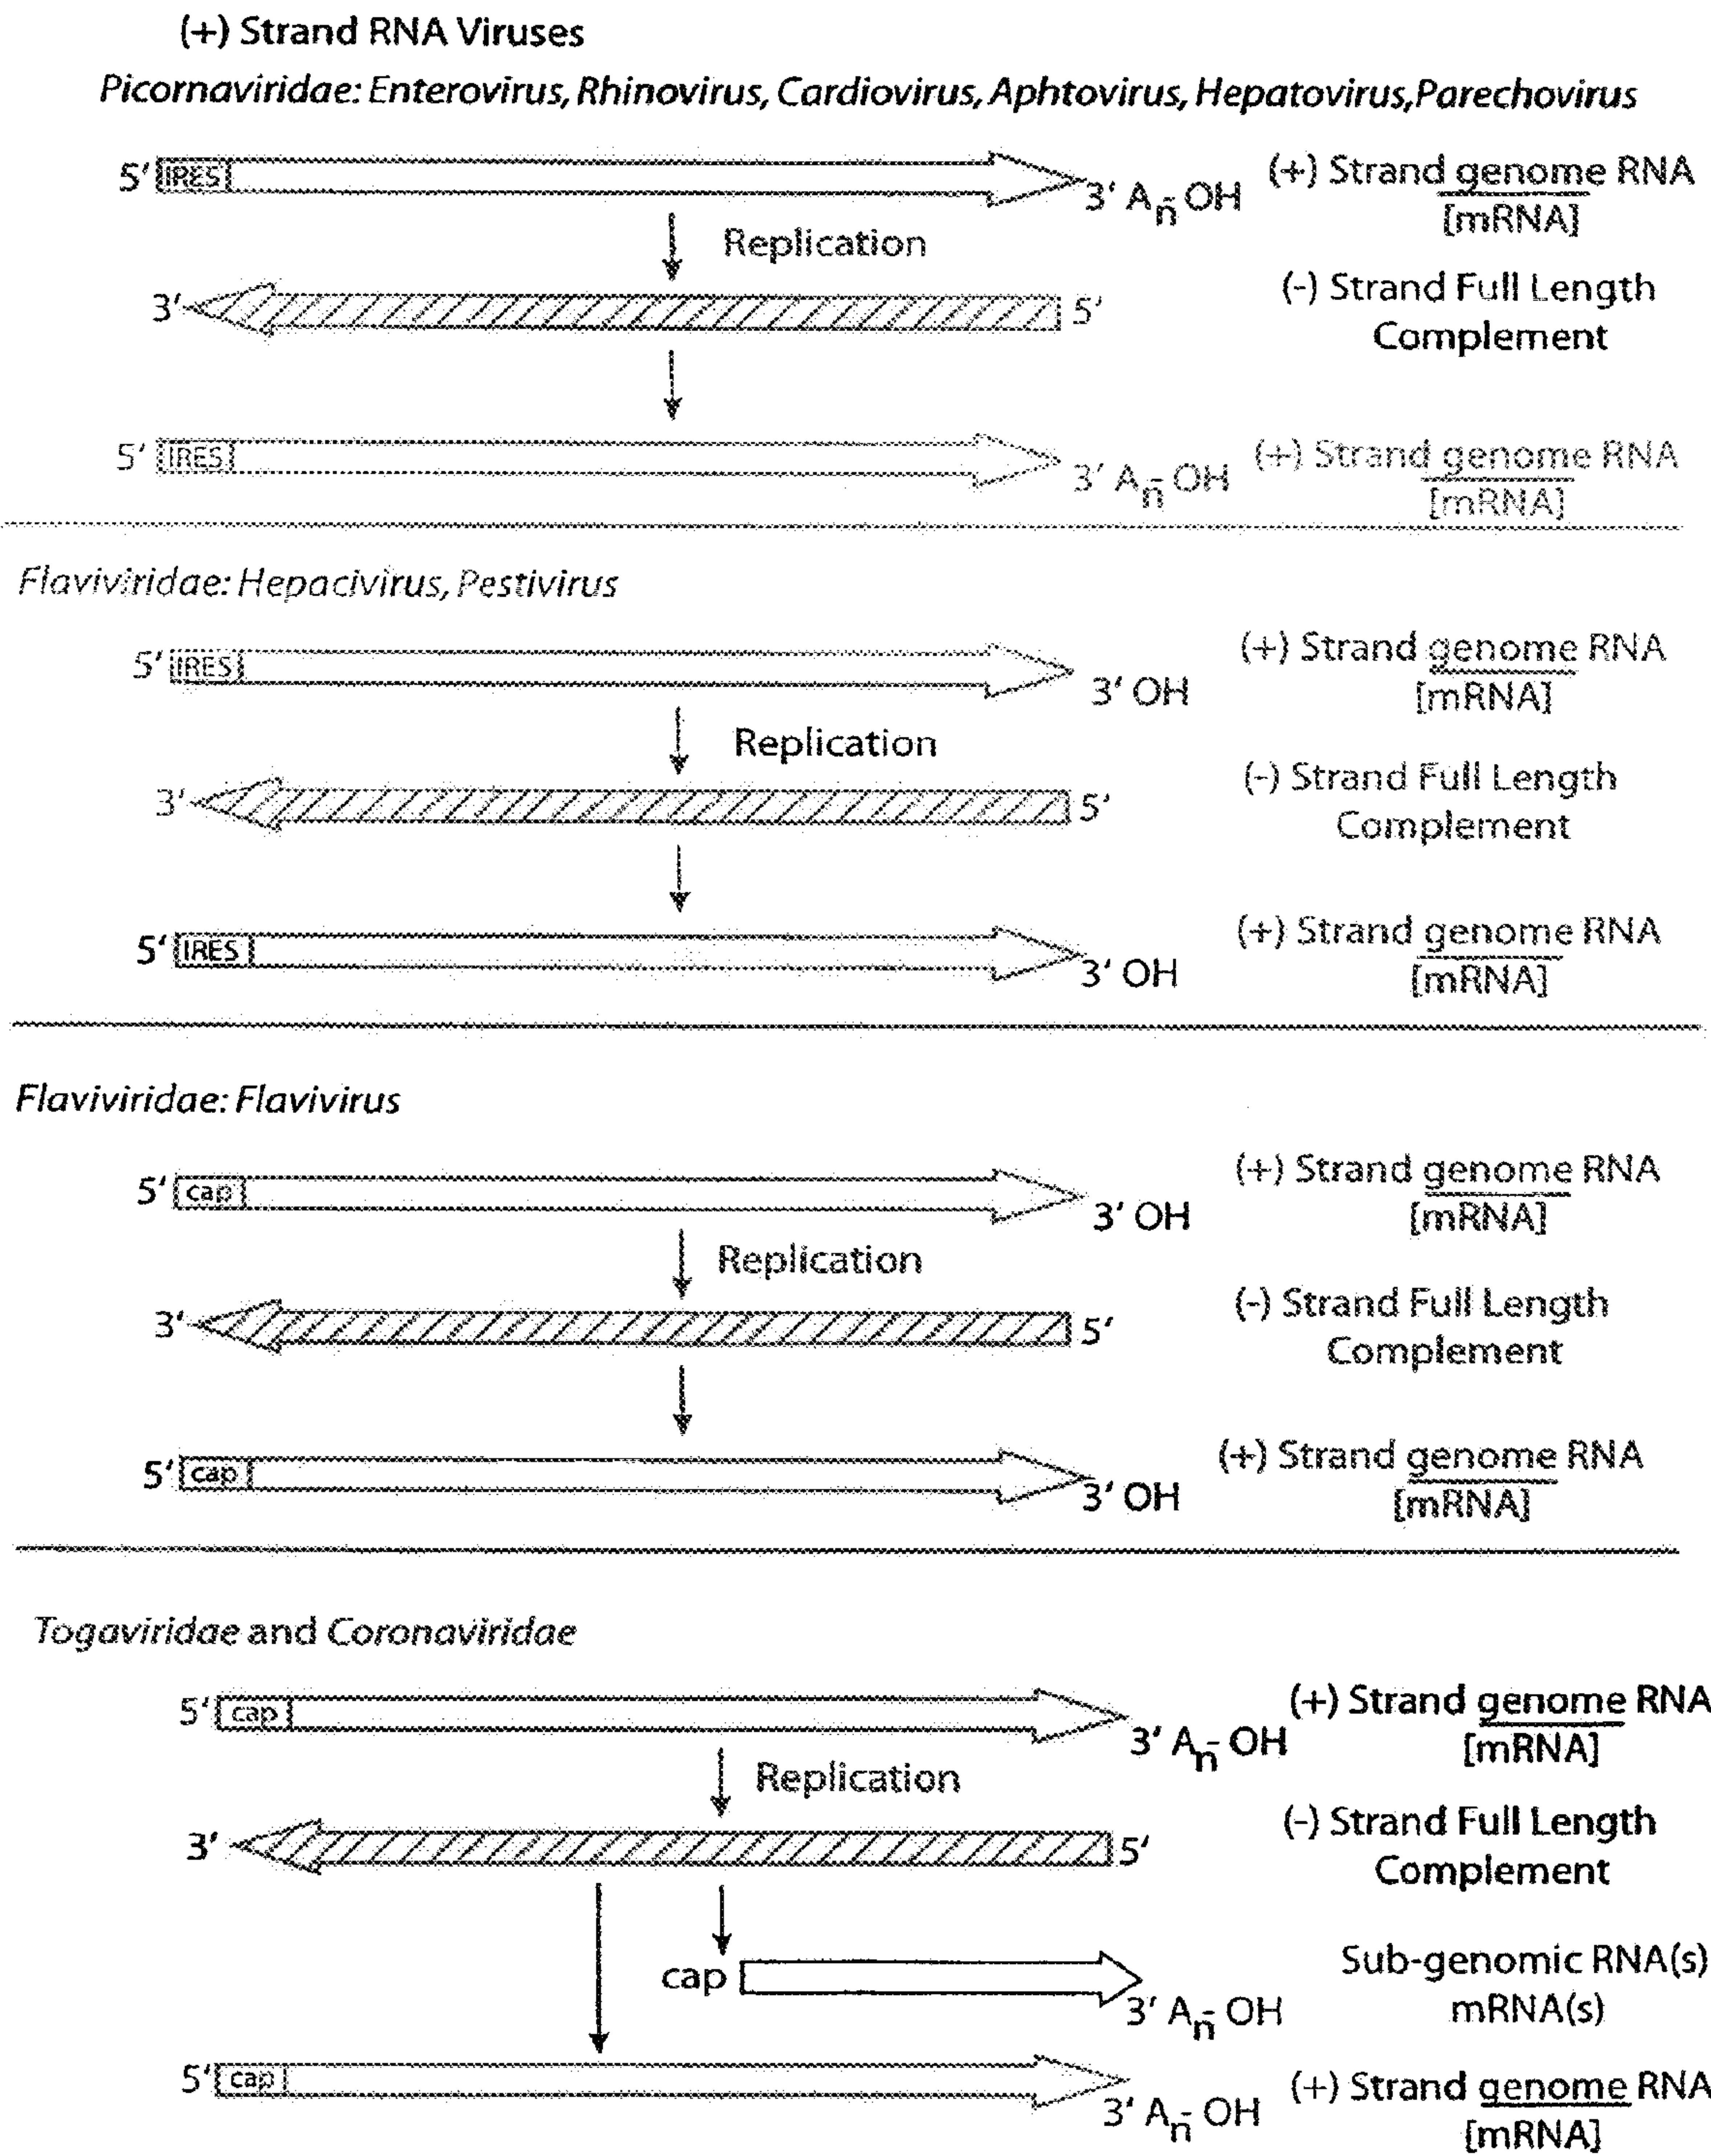 (+) Strand RNA Viruses
Picornaviridae: Enterovirus, Rhinovirus, Cardiovirus, Aphtovirus, Hepatovirus,Parechovirus
5' IRES 3' An- OH (+) Strand genome RNA
[mRNA]
Replication
3' 5' (-) Strand Full Length
Complement
5' IRES 3' An- OH (+) Strand genome RNA
[mRNA]
Flaviviridae: Hepacivirus, Pestivirus
5' IRES 3' OH (+) Strand genome RNA
[mRNA]
Replication
3' 5' (-) Strand Full Length
Complement
5' IRES 3' OH (+) Strand genome RNA
[mRNA]
Flaviviridae: Flavivirus
5' cap 3' OH (+) Strand genome RNA
[mRNA]
Replication
3' 5' (-) Strand Full Length
Complement
5' cap 3' OH (+) Strand genome RNA
[mRNA]
Togaviridae and Coronaviridae
5' cap 3' An- OH (+) Strand genome RNA
[mRNA]
Replication
3' 5' (-) Strand Full Length
Complement
cap 3' An- OH Sub-genomic RNA(s)
mRNA(s)
5' cap 3' An- OH (+) Strand genome RNA
[mRNA]